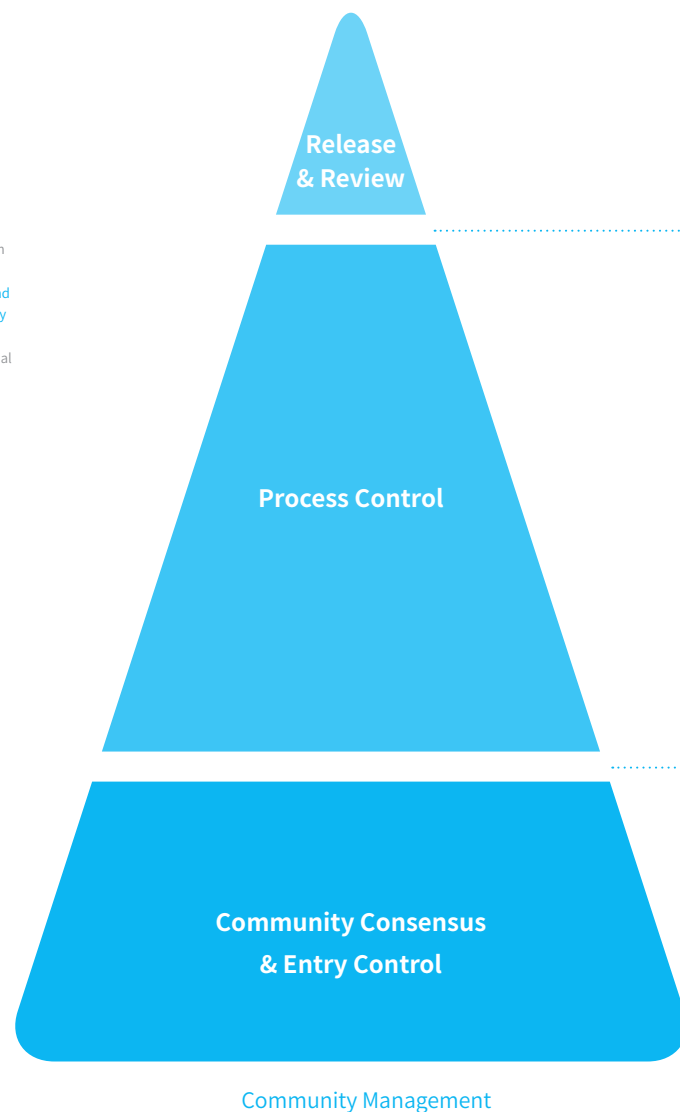 Release
& Review
Process Control
Community Consensus
& Entry Control
Community Management